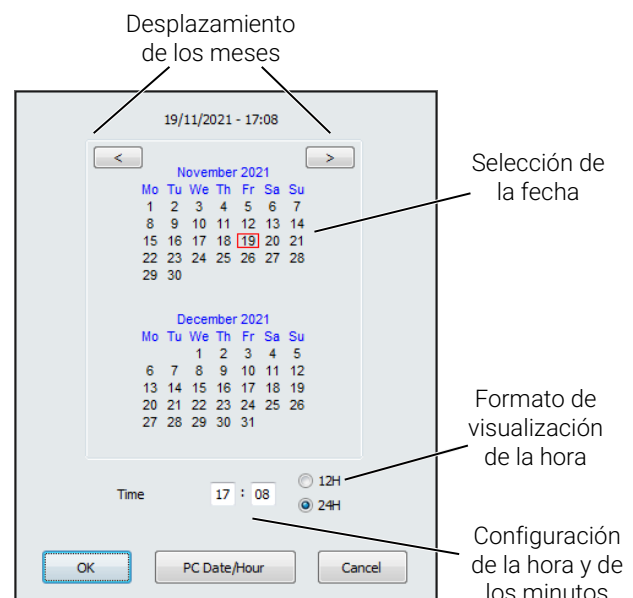 Desplazamiento
de los meses
19/11/2021 - 17:08
< >
November 2021
Mo Tu We Th Fr Sa Su
1 2 3 4 5 6 7
8 9 10 11 12 13 14
15 16 17 18 19 20 21
22 23 24 25 26 27 28
29 30
Selección de
la fecha
December 2021
Mo Tu We Th Fr Sa Su
1 2 3 4 5
6 7 8 9 10 11 12
13 14 15 16 17 18 19
20 21 22 23 24 25 26
27 28 29 30 31
Formato de
visualización
de la hora
Time 17 : 08
12H
24H
Configuración
de la hora y de
los minutos
OK PC Date/Hour Cancel